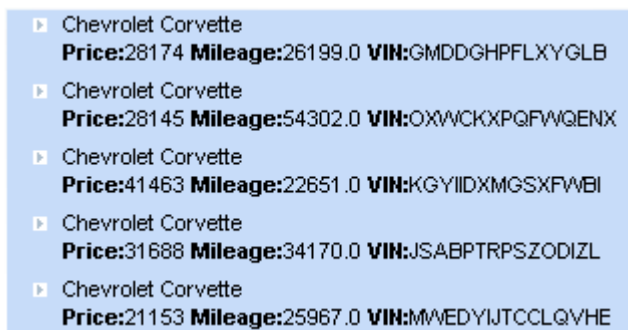 Chevrolet Corvette
Price:28174 Mileage:26199.0 VIN:GMDDGHPFLXYGLB
Chevrolet Corvette
Price:28145 Mileage:54302.0 VIN:OXWCKXPQFWQENX
Chevrolet Corvette
Price:41463 Mileage:22651.0 VIN:KGYIIDXMGSXFWBI
Chevrolet Corvette
Price:31688 Mileage:34170.0 VIN:JSABPTRPSZODIZL
Chevrolet Corvette
Price:21153 Mileage:25967.0 VIN:MWEDYIJTCCLQVHE